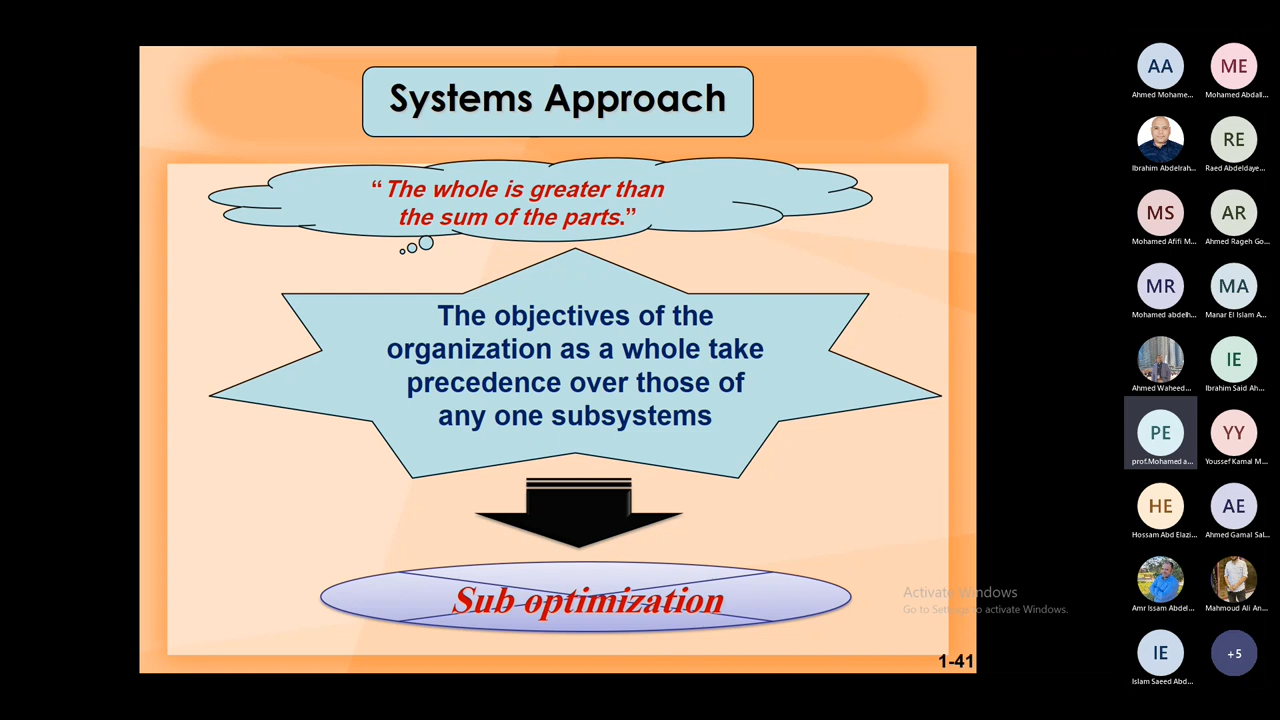 Systems Approach
“The whole is greater than
the sum of the parts.”
The objectives of the
organization as a whole take
precedence over those of
any one subsystems
Sub optimization
1-41
Activate Windows
Go to Settings to activate Windows.
AA
Ahmed Mohame...
ME
Mohamed Abdall...
Ibrahim Abdelrah...
RE
Raed Abdeldaye...
MS
Mohamed Afifi M...
AR
Ahmed Rageh Go...
MR
Mohamed abdelh...
MA
Manar El Islam A...
Ahmed Waheed...
IE
Ibrahim Said Ah...
PE
prof.Mohamed a...
YY
Youssef Kamal M...
HE
Hossam Abd Elazi...
AE
Ahmed Gamal Sal...
Amr Issam Abdel...
Mahmoud Ali An...
IE
Islam Saeed Abd...
+5